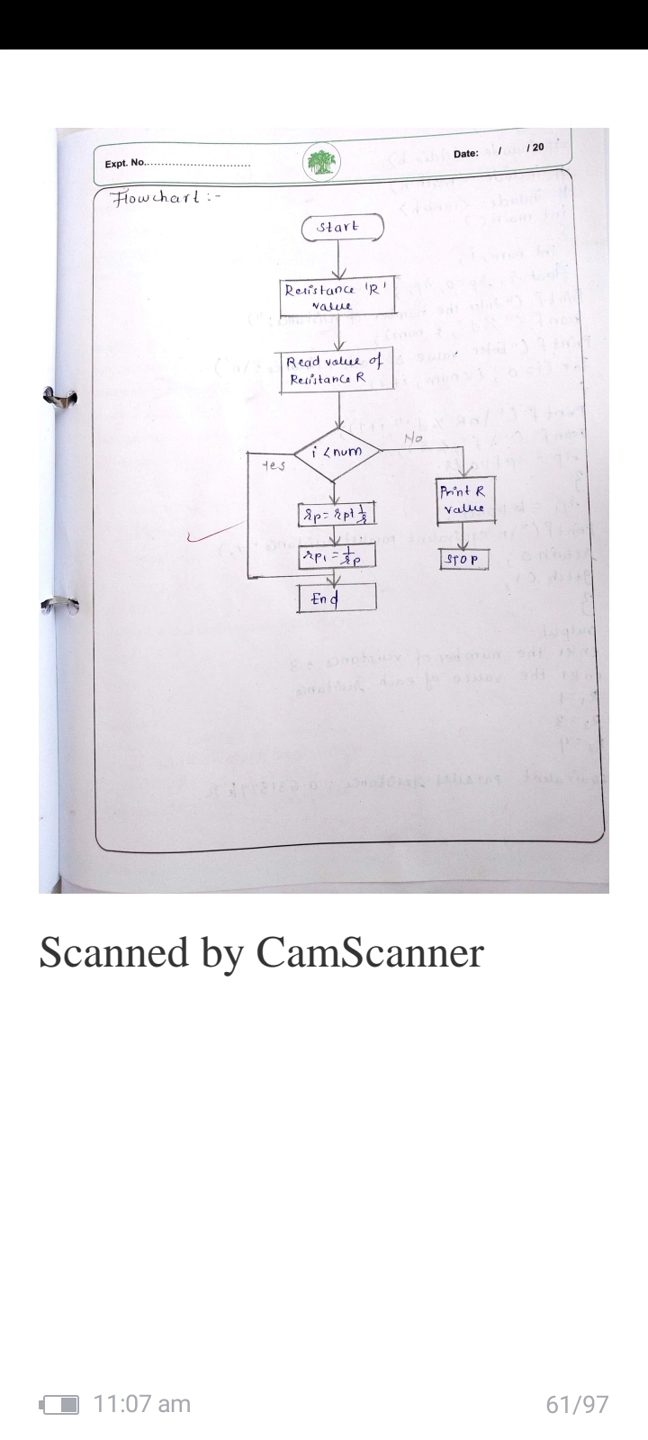 Expt. No..............................
Date: / / 20
Flowchart :-
Start
Resistance 'R'
value
Read value of
Resistance R
i < num
No
Yes
rp = rp + 1/r
rp1 = 1/rp
End
Print R
value
STOP
Scanned by CamScanner
11:07 am
61/97